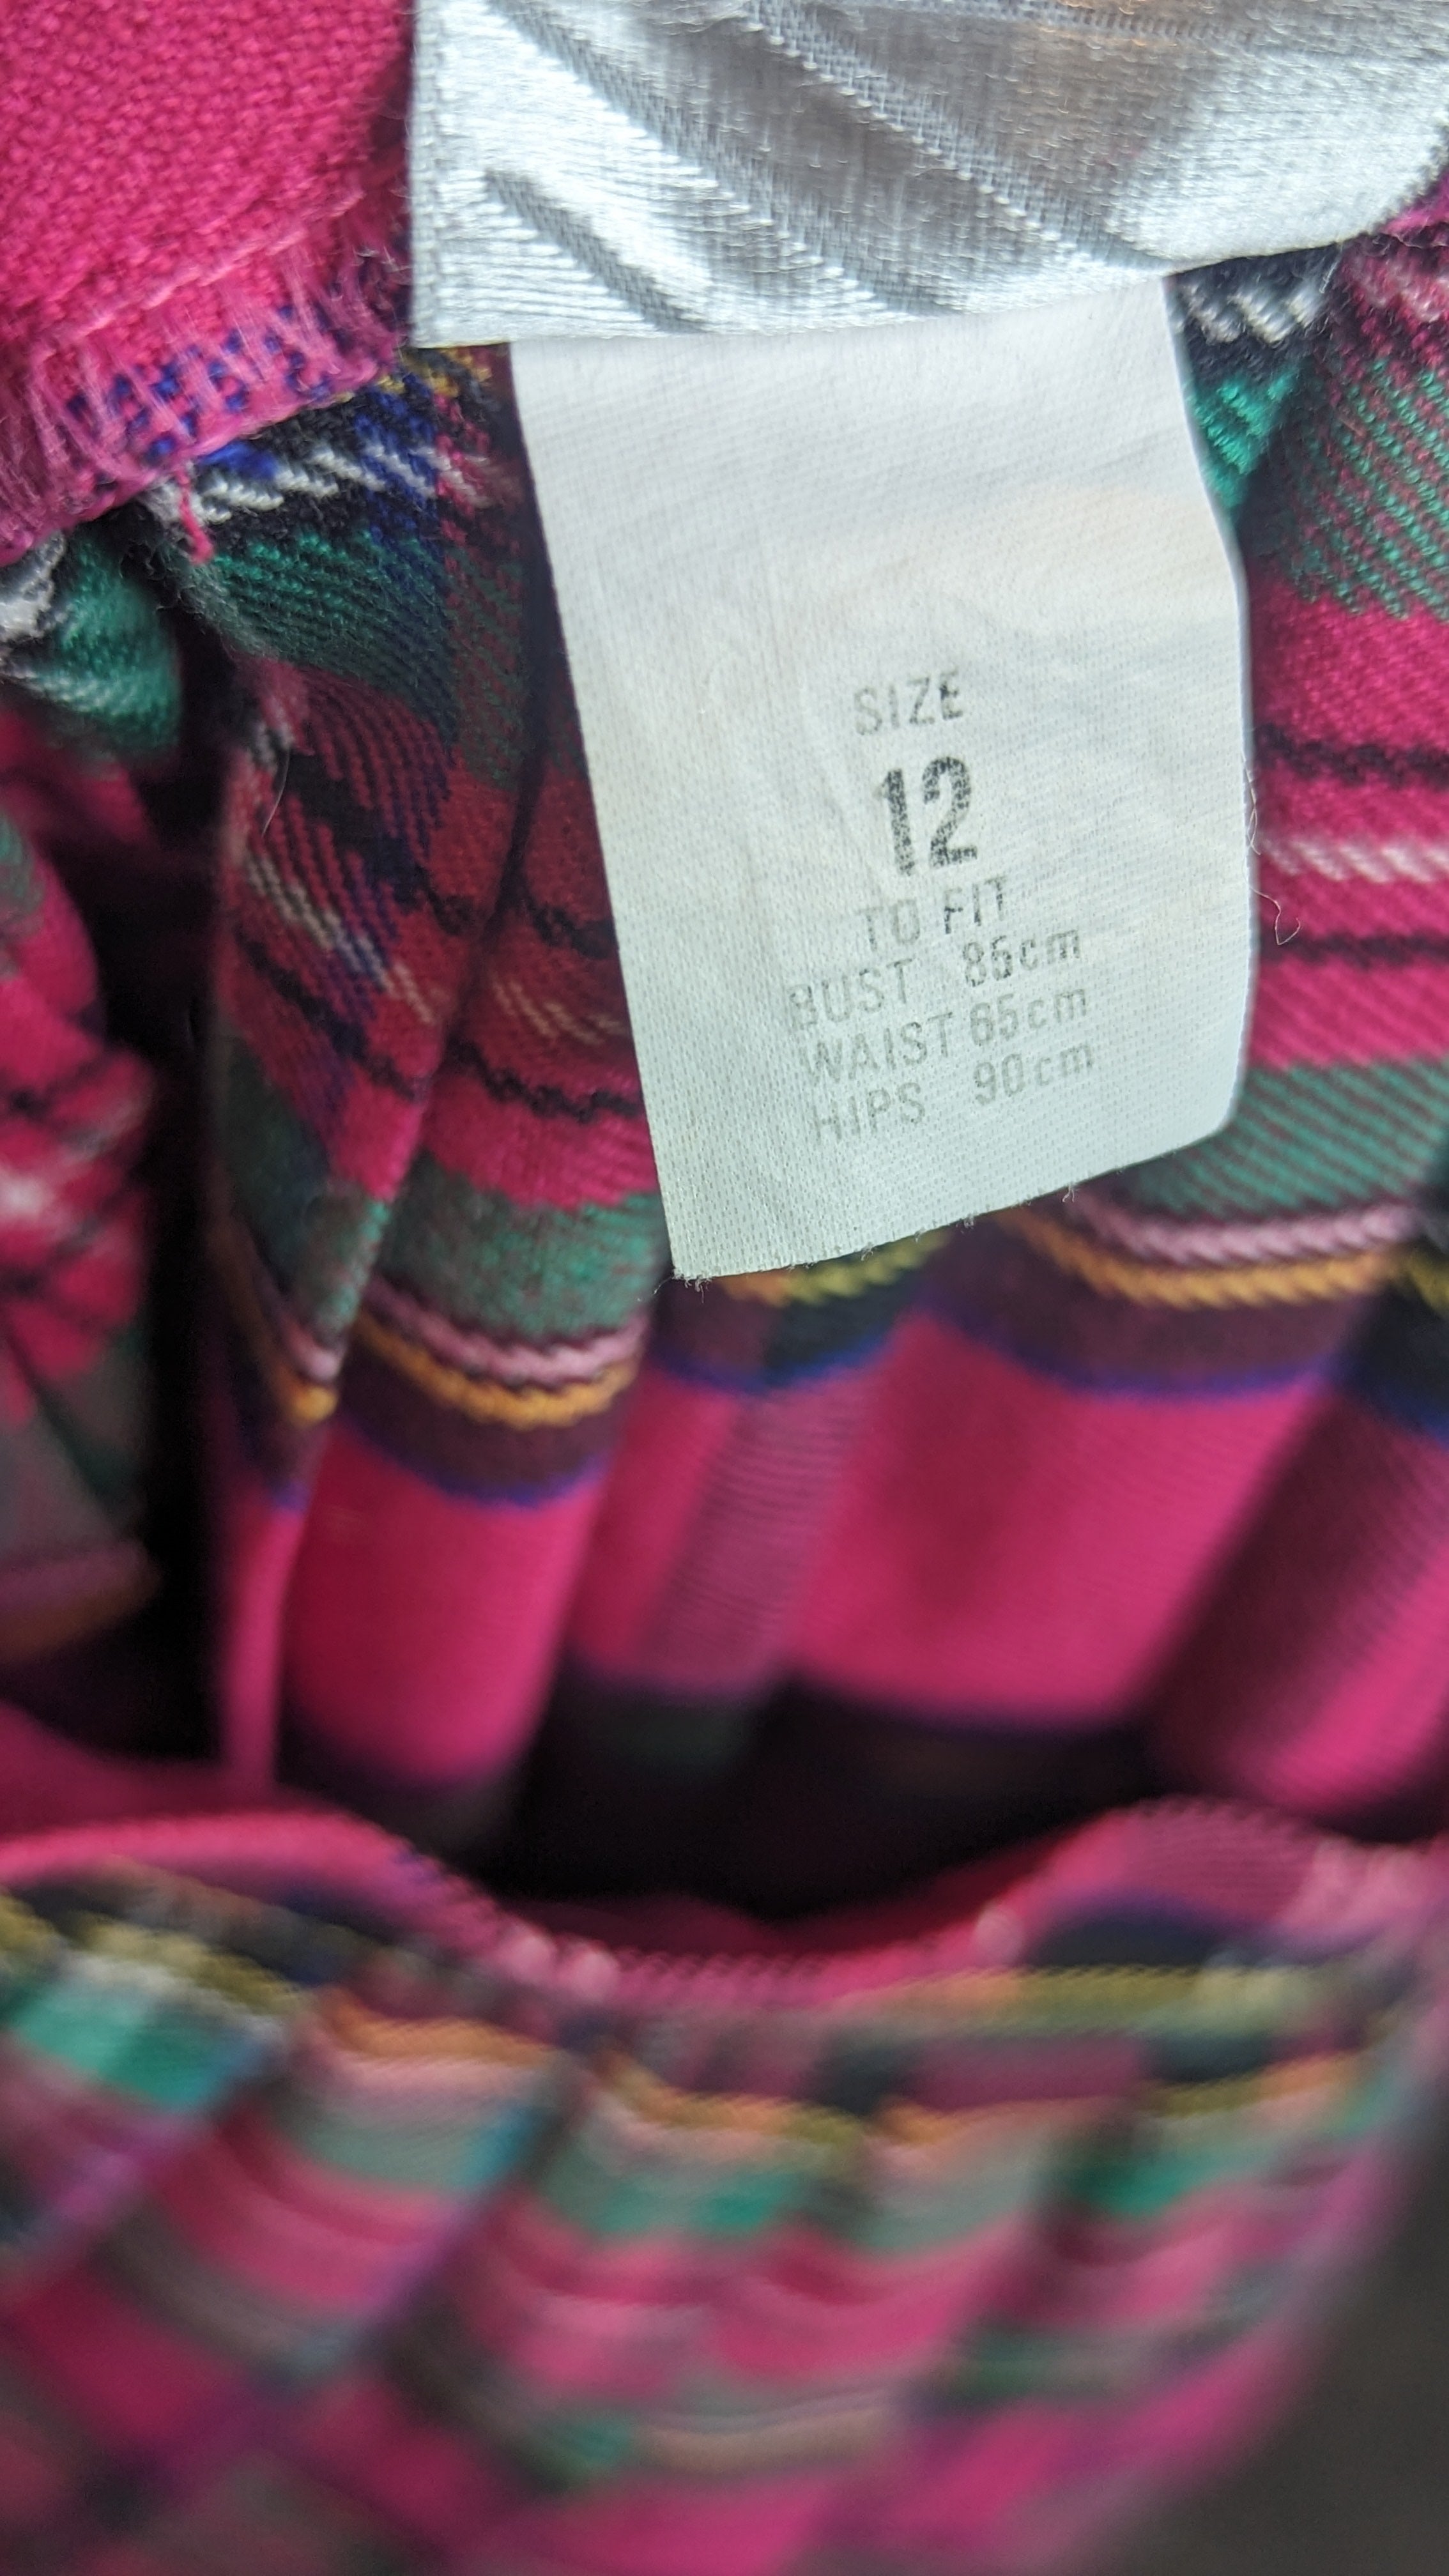 SIZE
12
TO FIT
BUST 85cm
WAIST 65cm
HIPS 90cm